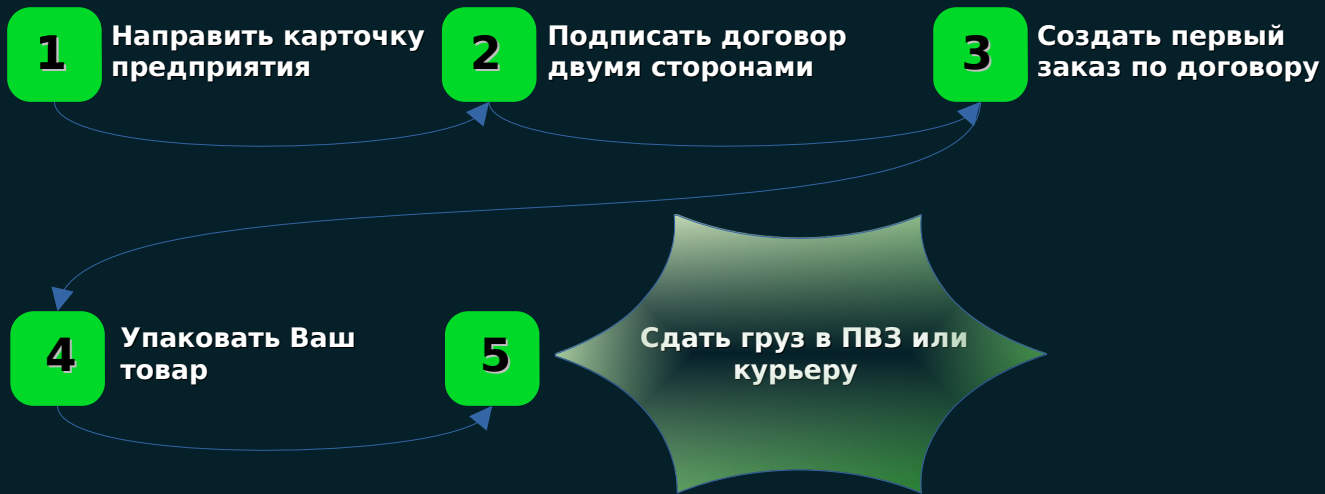 1
Направить карточку
предприятия
2
Подписать договор
двумя сторонами
3
Создать первый
заказ по договору
4
Упаковать Ваш
товар
5
Сдать груз в ПВЗ или
курьеру